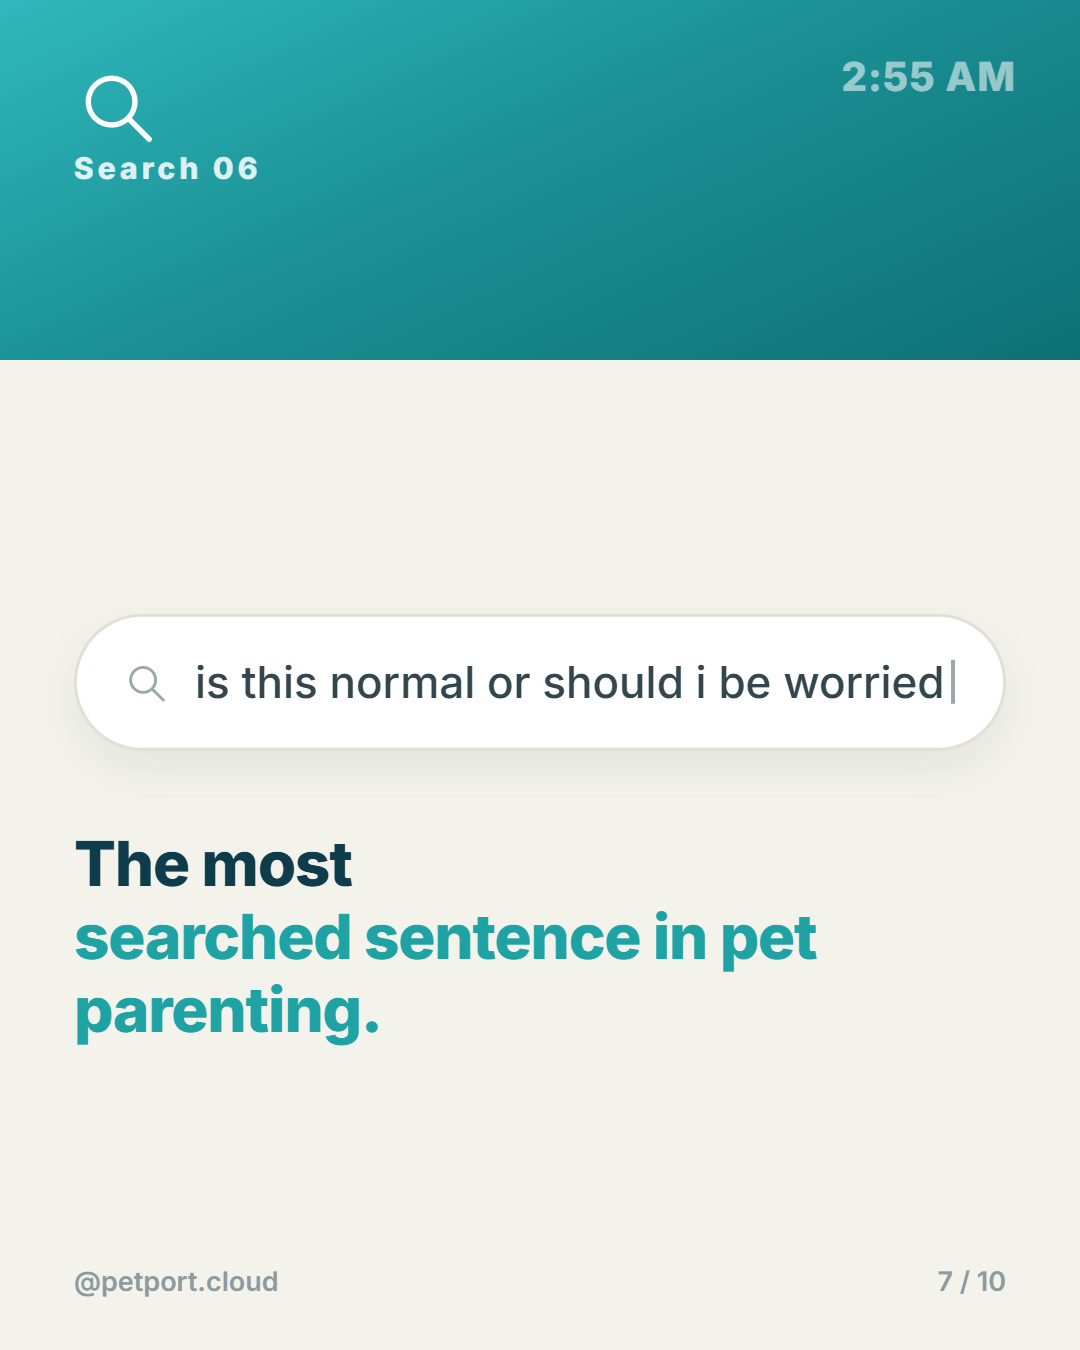 2:55 AM
Search 06
is this normal or should i be worried
The most
searched sentence in pet
parenting.
@petport.cloud
7 / 10